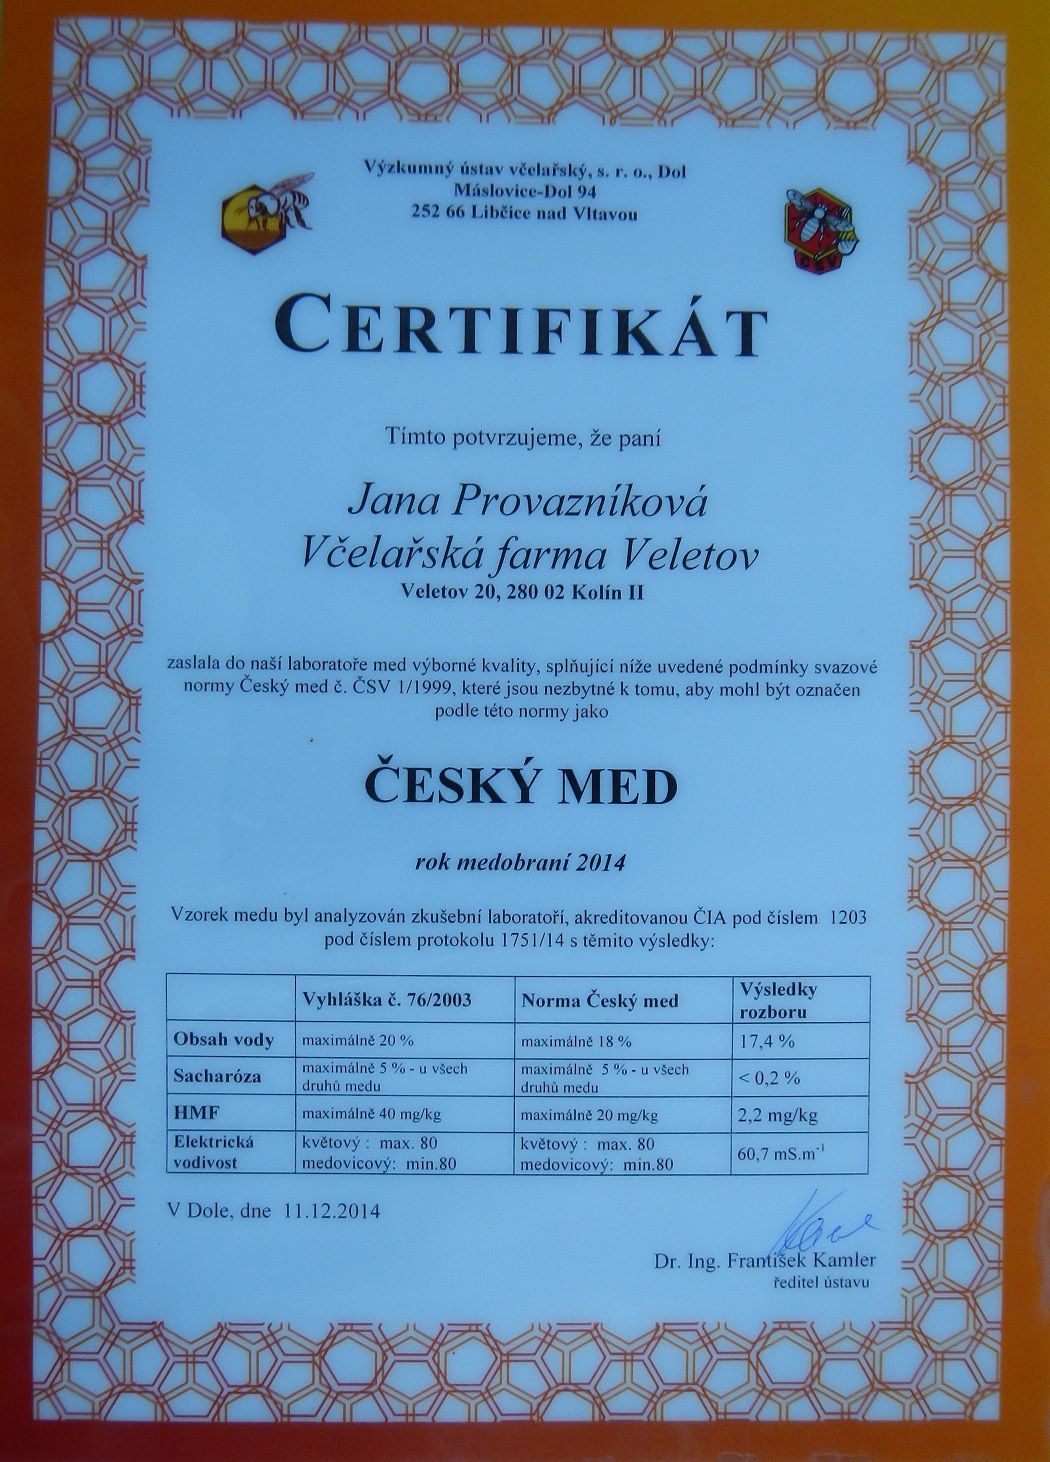 Výzkumný ústav včelařský, s. r. o., Dol
Máslovice-Dol 94
252 66 Libčice nad Vltavou
ČSV
CERTIFIKÁT
Tímto potvrzujeme, že paní
Jana Provazníková
Včelařská farma Veletov
Veletov 20, 280 02 Kolín II
zaslala do naší laboratoře med výborné kvality, splňující níže uvedené podmínky svazové
normy Český med č. ČSV 1/1999, které jsou nezbytné k tomu, aby mohl být označen
podle této normy jako
ČESKÝ MED
rok medobraní 2014
Vzorek medu byl analyzován zkušební laboratoří, akreditovanou ČIA pod číslem 1203
pod číslem protokolu 1751/14 s těmito výsledky:
Vyhláška č. 76/2003 Norma Český med Výsledky
rozboru
Obsah vody maximálně 20 % maximálně 18 % 17,4 %
Sacharóza maximálně 5 % - u všech
druhů medu maximálně 5 % - u všech
druhů medu < 0,2 %
HMF maximálně 40 mg/kg maximálně 20 mg/kg 2,2 mg/kg
Elektrická
vodivost květový : max. 80
medovicový: min.80 květový : max. 80
medovicový: min.80 60,7 mS.m⁻¹
V Dole, dne 11.12.2014
Dr. Ing. František Kamler
ředitel ústavu